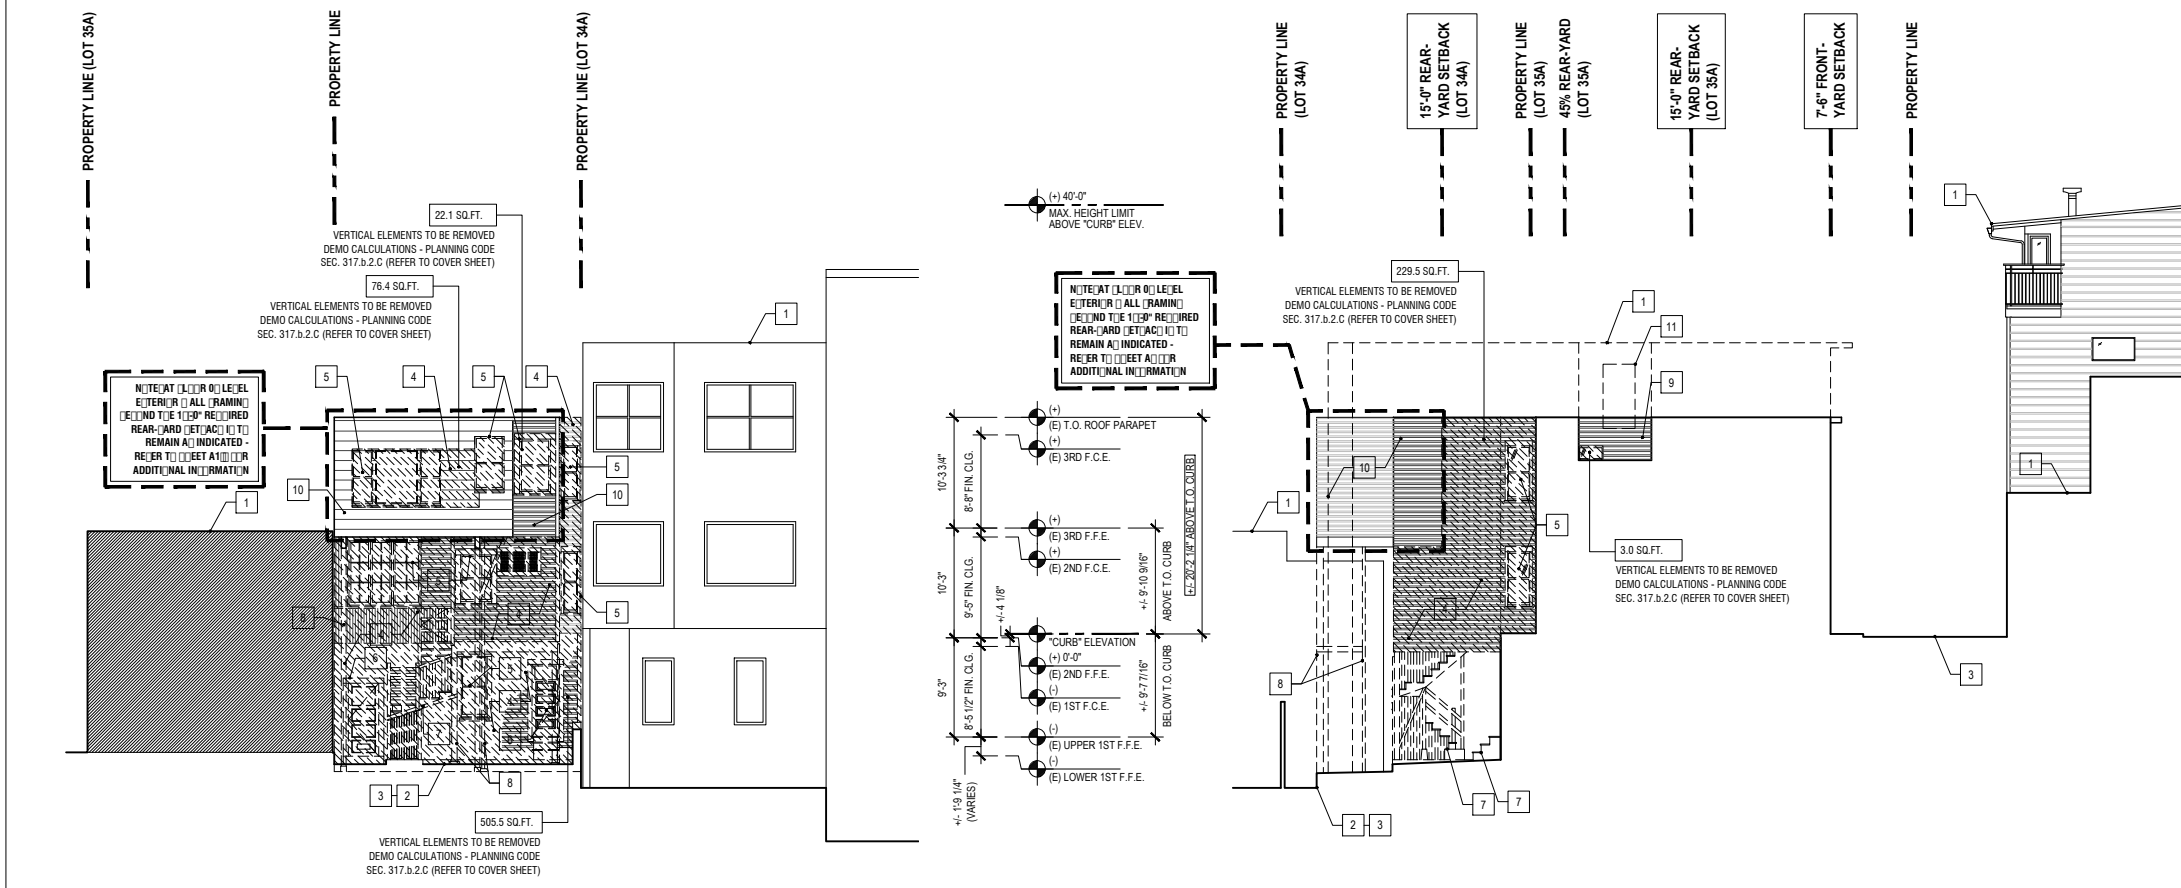 PROPERTY LINE (LOT 35A)
PROPERTY LINE
PROPERTY LINE (LOT 34A)
22.1 SQ.FT.
VERTICAL ELEMENTS TO BE REMOVED
DEMO CALCULATIONS - PLANNING CODE
SEC. 317.b.2.C (REFER TO COVER SHEET)
76.4 SQ.FT.
VERTICAL ELEMENTS TO BE REMOVED
DEMO CALCULATIONS - PLANNING CODE
SEC. 317.b.2.C (REFER TO COVER SHEET)
1
5
4
5
4
LEVEL
ALL
REAR-
REMAIN INDICATED -
5
10
10
1
5
6
3
2
8
505.5 SQ.FT.
VERTICAL ELEMENTS TO BE REMOVED
DEMO CALCULATIONS - PLANNING CODE
SEC. 317.b.2.C (REFER TO COVER SHEET)
PROPERTY LINE
(LOT 34A)
15'-0" REAR-
YARD SETBACK
(LOT 34A)
PROPERTY LINE
(LOT 35A)
45% REAR-YARD
(LOT 35A)
15'-0" REAR-
YARD SETBACK
(LOT 35A)
7'-6" FRONT-
YARD SETBACK
PROPERTY LINE
(+) 40'-0"
MAX. HEIGHT LIMIT
ABOVE "CURB" ELEV.
LEVEL
ALL
REAR-
REMAIN INDICATED -
229.5 SQ.FT.
VERTICAL ELEMENTS TO BE REMOVED
DEMO CALCULATIONS - PLANNING CODE
SEC. 317.b.2.C (REFER TO COVER SHEET)
1
11
9
1
1
10
1
5
3.0 SQ.FT.
VERTICAL ELEMENTS TO BE REMOVED
DEMO CALCULATIONS - PLANNING CODE
SEC. 317.b.2.C (REFER TO COVER SHEET)
(+)
(E) T.O. ROOF PARAPET
(+)
(E) 3RD F.C.E.
(+)
(E) 3RD F.F.E.
(+)
(E) 2ND F.C.E.
"CURB" ELEVATION
(+) 0'-0"
(E) 2ND F.F.E.
(-)
(E) 1ST F.C.E.
(-)
(E) UPPER 1ST F.F.E.
(-)
(E) LOWER 1ST F.F.E.
10'-3 3/4"
8'-8" FIN. CLG.
10'-3"
9'-5" FIN. CLG.
+/- 4 1/8"
9'-3"
8'-5 1/2" FIN. CLG.
+/- 1'-9 1/4"
(VARIES)
+/- 9'-10 9/16"
ABOVE T.O. CURB
+/- 20'-2 1/4" ABOVE T.O. CURB
+/- 9'-7 7/16"
BELOW T.O. CURB
8
3
7
7
2
3